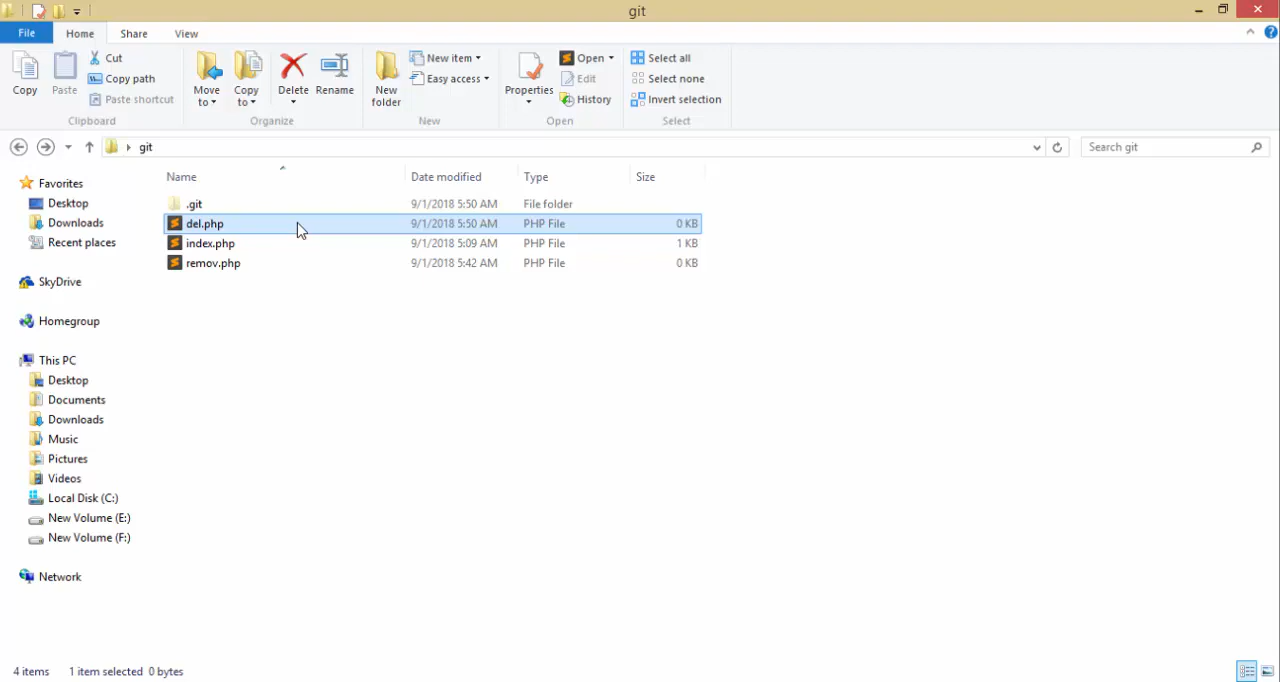 git
File Home Share View
Copy
Paste
Cut
Copy path
Paste shortcut
Clipboard
Move to
Copy to
Delete
Rename
Organize
New folder
New item
Easy access
New
Properties
Open
Edit
History
Open
Select all
Select none
Invert selection
Select
git
Search git
Name Date modified Type Size
.git 9/1/2018 5:50 AM File folder
del.php 9/1/2018 5:50 AM PHP File 0 KB
index.php 9/1/2018 5:09 AM PHP File 1 KB
remov.php 9/1/2018 5:42 AM PHP File 0 KB
Favorites
Desktop
Downloads
Recent places
SkyDrive
Homegroup
This PC
Desktop
Documents
Downloads
Music
Pictures
Videos
Local Disk (C:)
New Volume (E:)
New Volume (F:)
Network
4 items 1 item selected 0 bytes